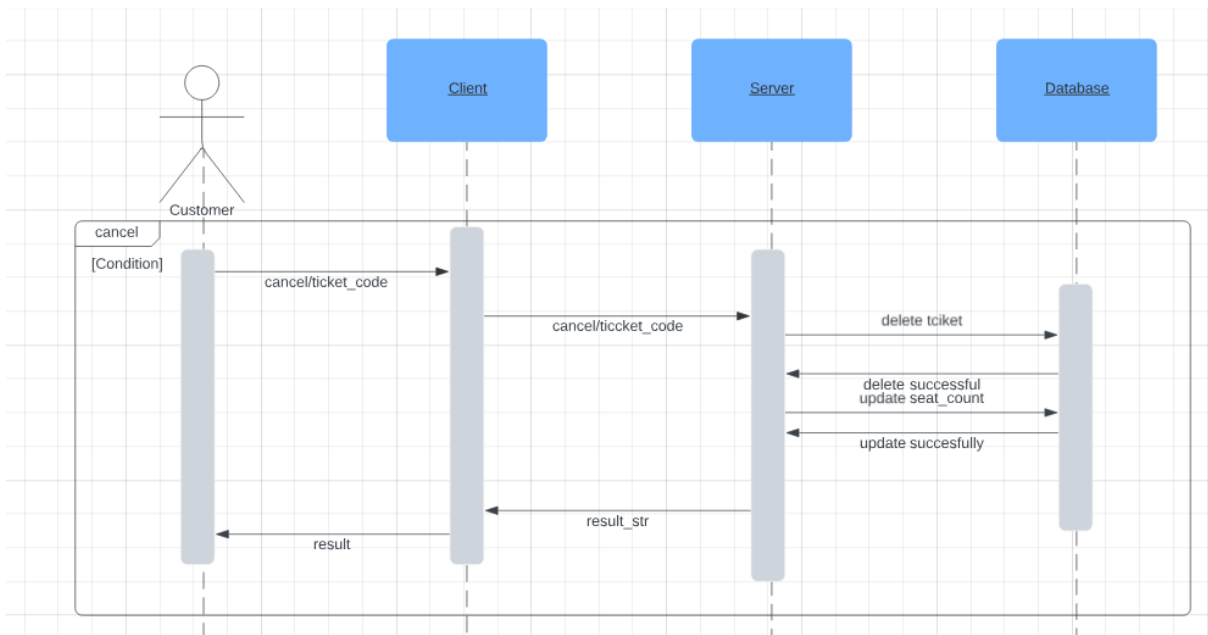 Client
Server
Database
Customer
cancel
[Condition]
cancel/ticket_code
cancel/ticcket_code
delete tciket
delete successful
update seat_count
update succesfully
result_str
result